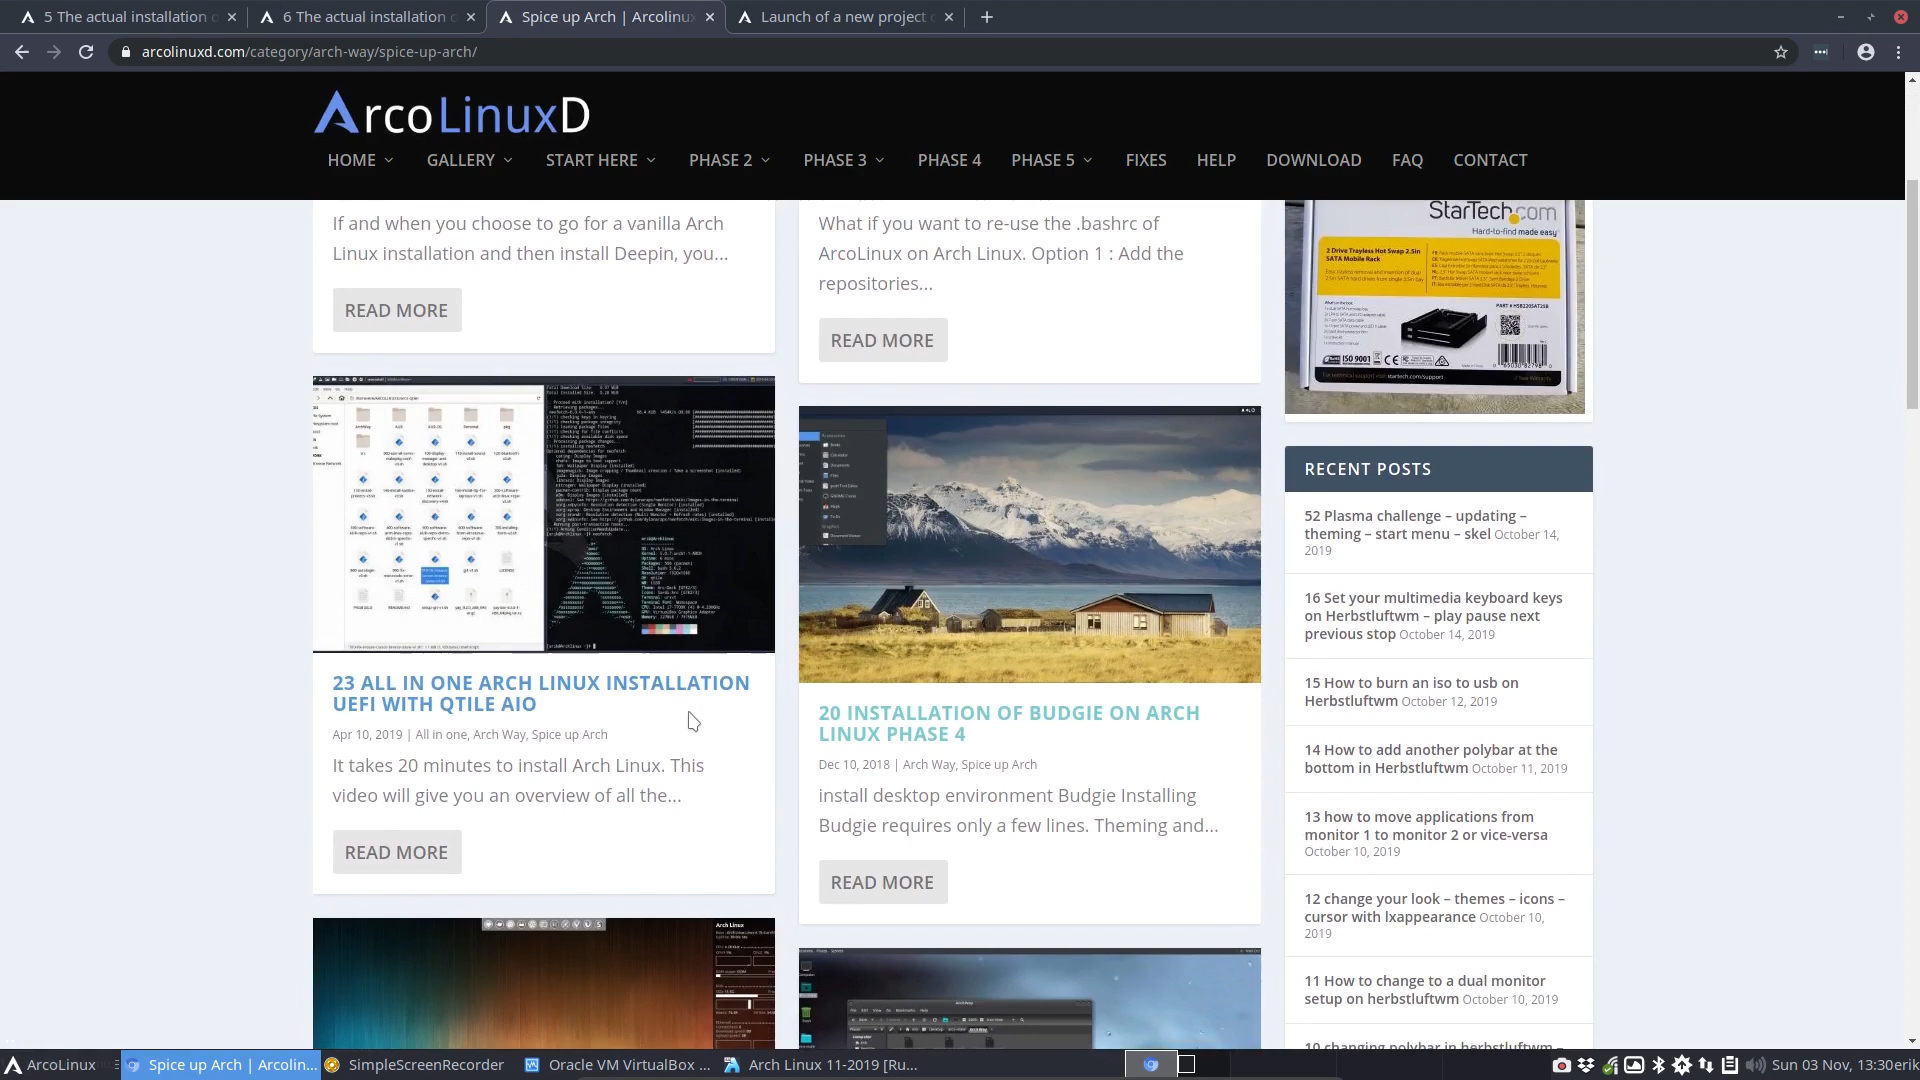 5 The actual installation o
6 The actual installation o
Spice up Arch | Arcolinux
Launch of a new project o
arcolinuxd.com/category/arch-way/spice-up-arch/
ArcoLinuxD
HOME
GALLERY
START HERE
PHASE 2
PHASE 3
PHASE 4
PHASE 5
FIXES
HELP
DOWNLOAD
FAQ
CONTACT
If and when you choose to go for a vanilla Arch
Linux installation and then install Deepin, you...
READ MORE
23 ALL IN ONE ARCH LINUX INSTALLATION
UEFI WITH QTILE AIO
Apr 10, 2019 | All in one, Arch Way, Spice up Arch
It takes 20 minutes to install Arch Linux. This
video will give you an overview of all the...
READ MORE
Arch Linux
What if you want to re-use the .bashrc of
ArcoLinux on Arch Linux. Option 1 : Add the
repositories...
READ MORE
20 INSTALLATION OF BUDGIE ON ARCH
LINUX PHASE 4
Dec 10, 2018 | Arch Way, Spice up Arch
install desktop environment Budgie Installing
Budgie requires only a few lines. Theming and...
READ MORE
StarTech.com
Hard-to-find made easy
2 Drive Trayless Hot Swap 2.5in
SATA Mobile Rack
ISO 9001
RECENT POSTS
52 Plasma challenge – updating –
theming – start menu – skel October 14,
2019
16 Set your multimedia keyboard keys
on Herbstluftwm – play pause next
previous stop October 14, 2019
15 How to burn an iso to usb on
Herbstluftwm October 12, 2019
14 How to add another polybar at the
bottom in Herbstluftwm October 11, 2019
13 how to move applications from
monitor 1 to monitor 2 or vice-versa
October 10, 2019
12 change your look – themes – icons –
cursor with lxappearance October 10,
2019
11 How to change to a dual monitor
setup on herbstluftwm October 10, 2019
10 changing polybar in herbstluftwm –
ArcoLinux
Spice up Arch | Arcolin...
SimpleScreenRecorder
Oracle VM VirtualBox ...
Arch Linux 11-2019 [Ru...
Sun 03 Nov, 13:30
erik